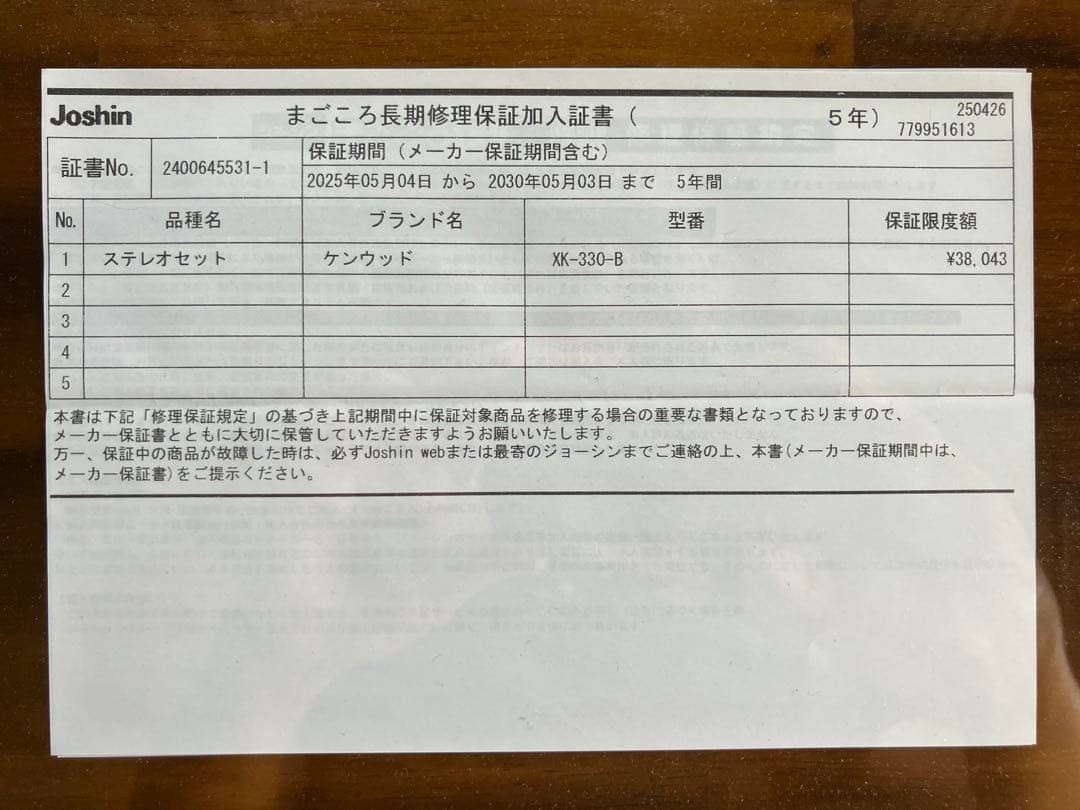 Joshin まごころ長期修理保証加入証書( 5年) 250426
779951613
証書No. 2400645531-1
保証期間(メーカー保証期間含む)
2025年05月04日 から 2030年05月03日 まで 5年間
No. 品種名 ブランド名 型番 保証限度額
1 ステレオセット ケンウッド XK-330-B ¥38,043
2
3
4
5
本書は下記「修理保証規定」の基づき上記期間中に保証対象商品を修理する場合の重要な書類となっておりますので、
メーカー保証書とともに大切に保管していただきますようお願いいたします。
万一、保証中の商品が故障した時は、必ずJoshin webまたは最寄のジョーシンまでご連絡の上、本書(メーカー保証期間中は、
メーカー保証書)をご提示ください。